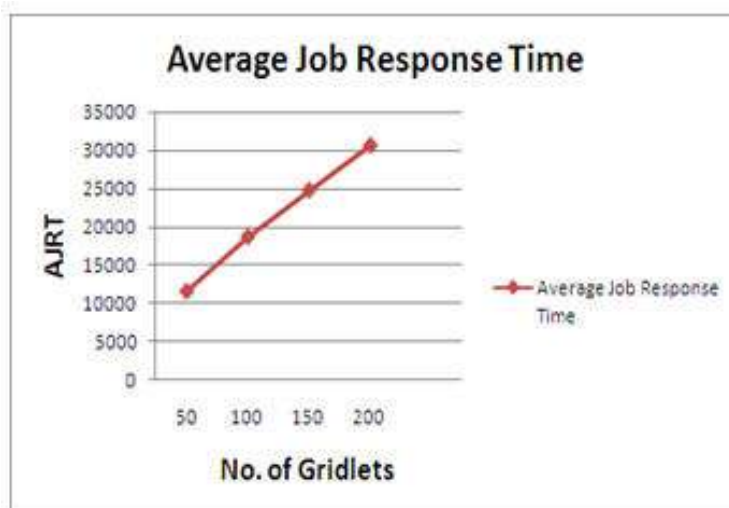 Average Job Response Time
35000
30000
25000
20000
15000
10000
5000
0
AJRT
50 100 150 200
No. of Gridlets
Average Job Response
Time